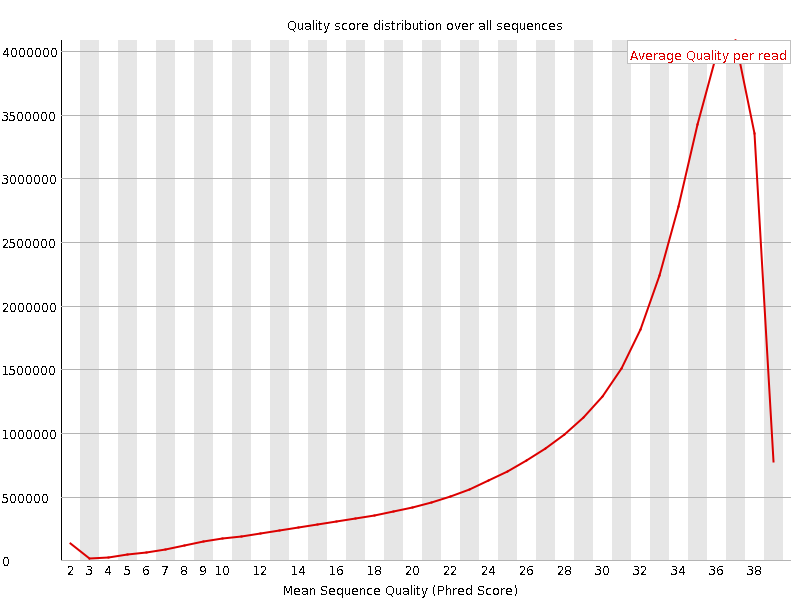 Quality score distribution over all sequences
Average Quality per read
4000000
3500000
3000000
2500000
2000000
1500000
1000000
500000
0
2 3 4 5 6 7 8 9 10 12 14 16 18 20 22 24 26 28 30 32 34 36 38
Mean Sequence Quality (Phred Score)